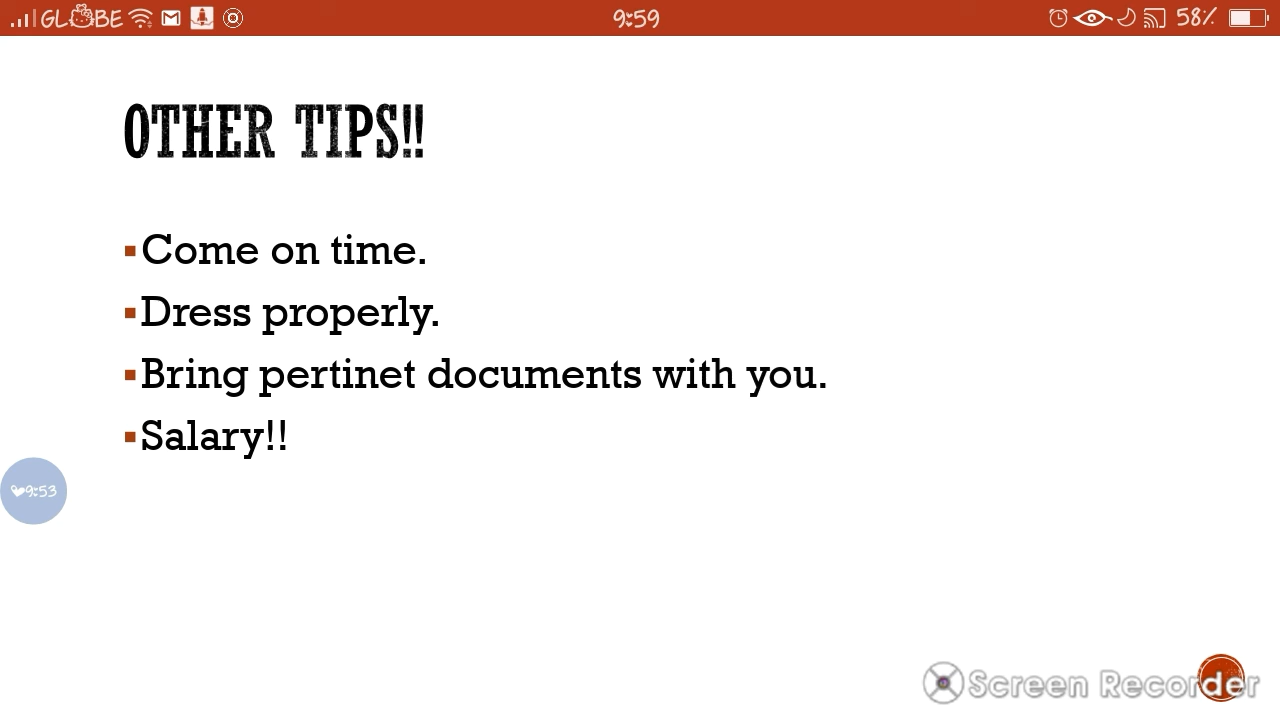 GLOBE 9:59 58%
OTHER TIPS!!
Come on time.
Dress properly.
Bring pertinet documents with you.
Salary!!
9:53
Screen Recorder